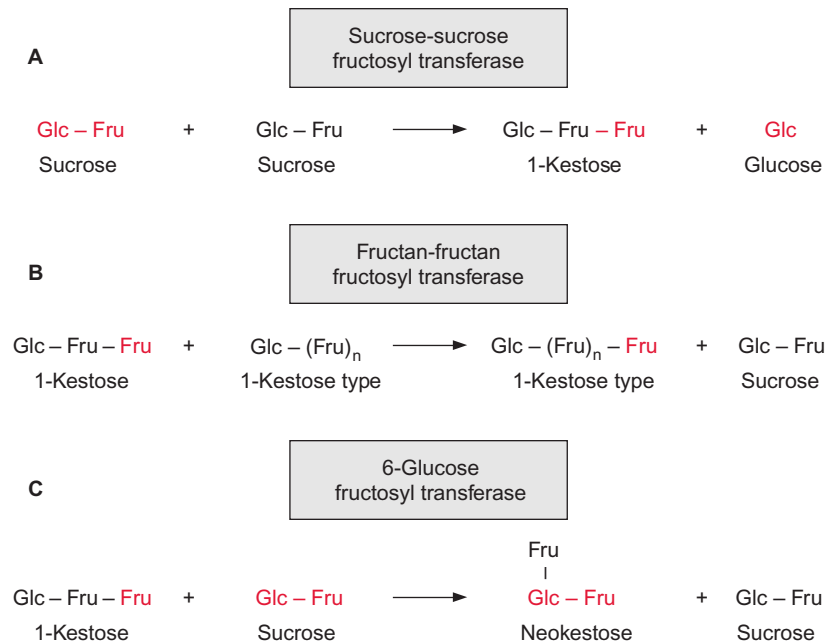 Sucrose-sucrose
fructosyl transferase
A
Glc – Fru + Glc – Fru Glc – Fru – Fru + Glc
Sucrose Sucrose 1-Kestose Glucose
Fructan-fructan
fructosyl transferase
B
Glc – Fru – Fru + Glc – (Fru)n Glc – (Fru)n – Fru + Glc – Fru
1-Kestose 1-Kestose type 1-Kestose type Sucrose
6-Glucose
fructosyl transferase
C
Fru
Glc – Fru – Fru + Glc – Fru Glc – Fru + Glc – Fru
1-Kestose Sucrose Neokestose Sucrose